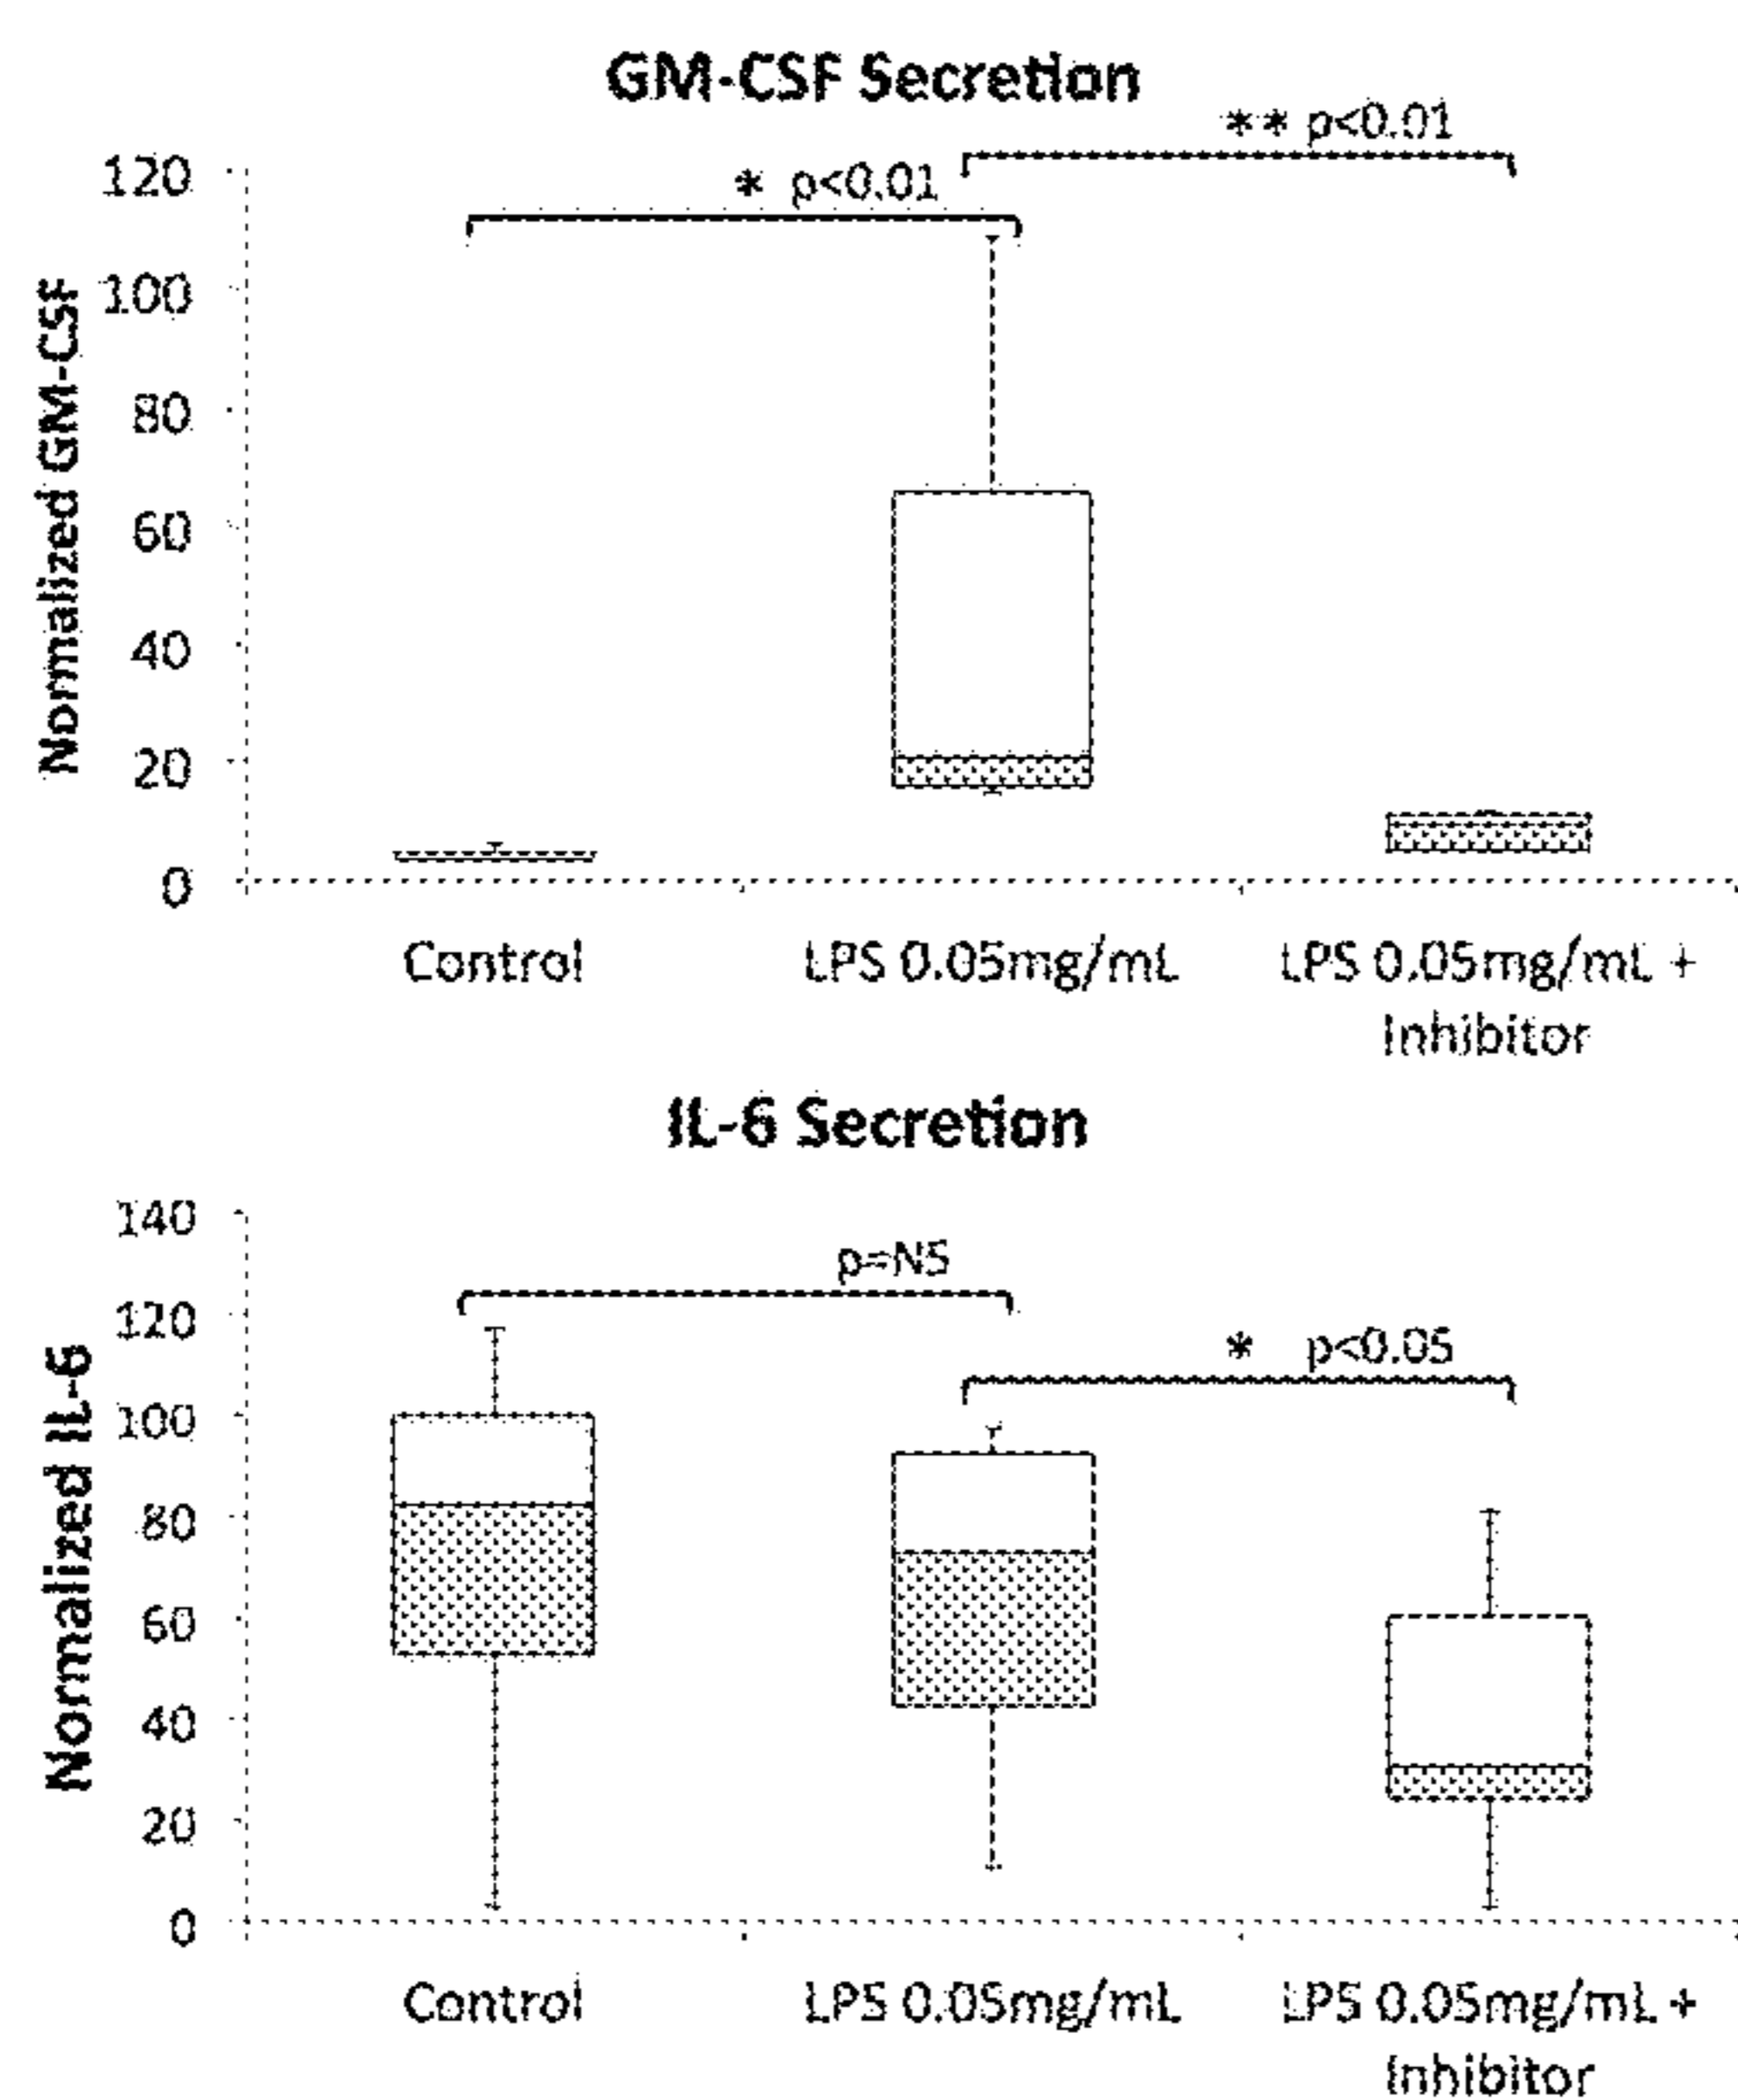 GM-CSF Secretion
** p<0.01
* p<0.01
Normalized GM-CSF
120
100
80
60
40
20
0
Control
LPS 0.05mg/mL
LPS 0.05mg/mL +
Inhibitor
IL-6 Secretion
p=NS
* p<0.05
Normalized IL-6
140
120
100
80
60
40
20
0
Control
LPS 0.05mg/mL
LPS 0.05mg/mL +
Inhibitor